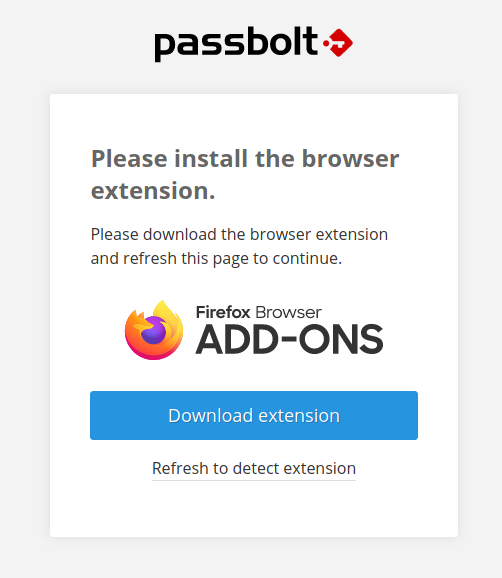 passbolt
Please install the browser
extension.
Please download the browser extension
and refresh this page to continue.
Firefox Browser
ADD-ONS
Download extension
Refresh to detect extension